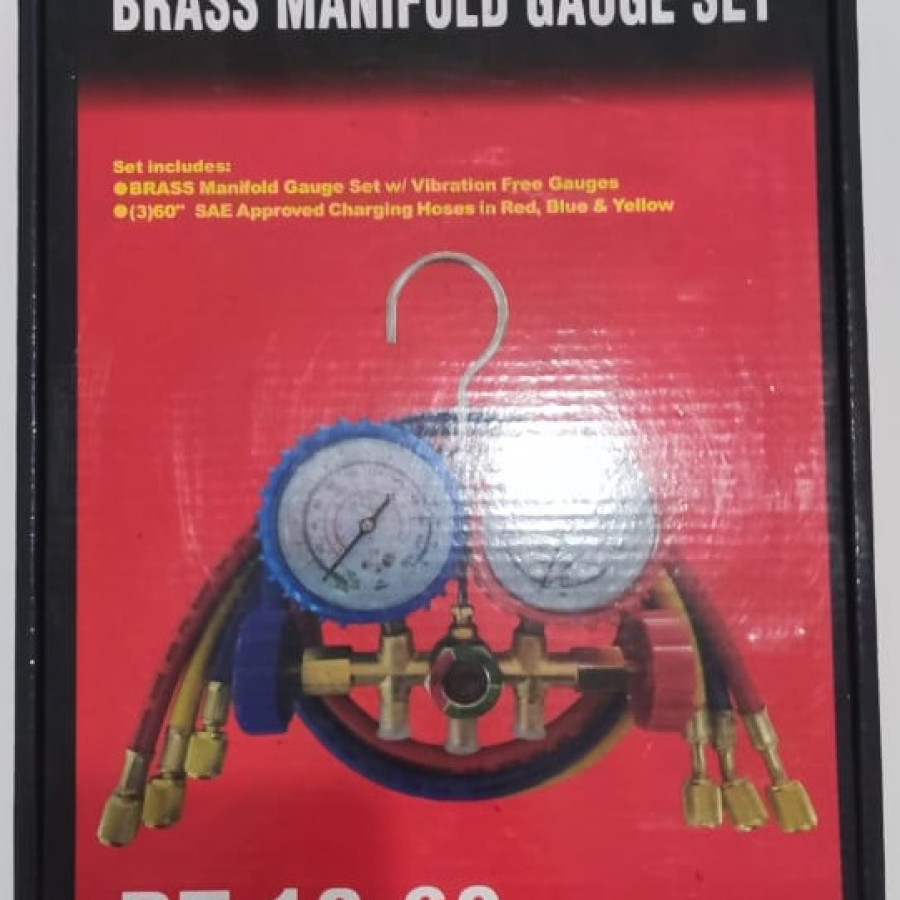 BRASS MANIFOLD GAUGE SET
Set includes:
●BRASS Manifold Gauge Set w/ Vibration Free Gauges
●(3)60" SAE Approved Charging Hoses in Red, Blue & Yellow